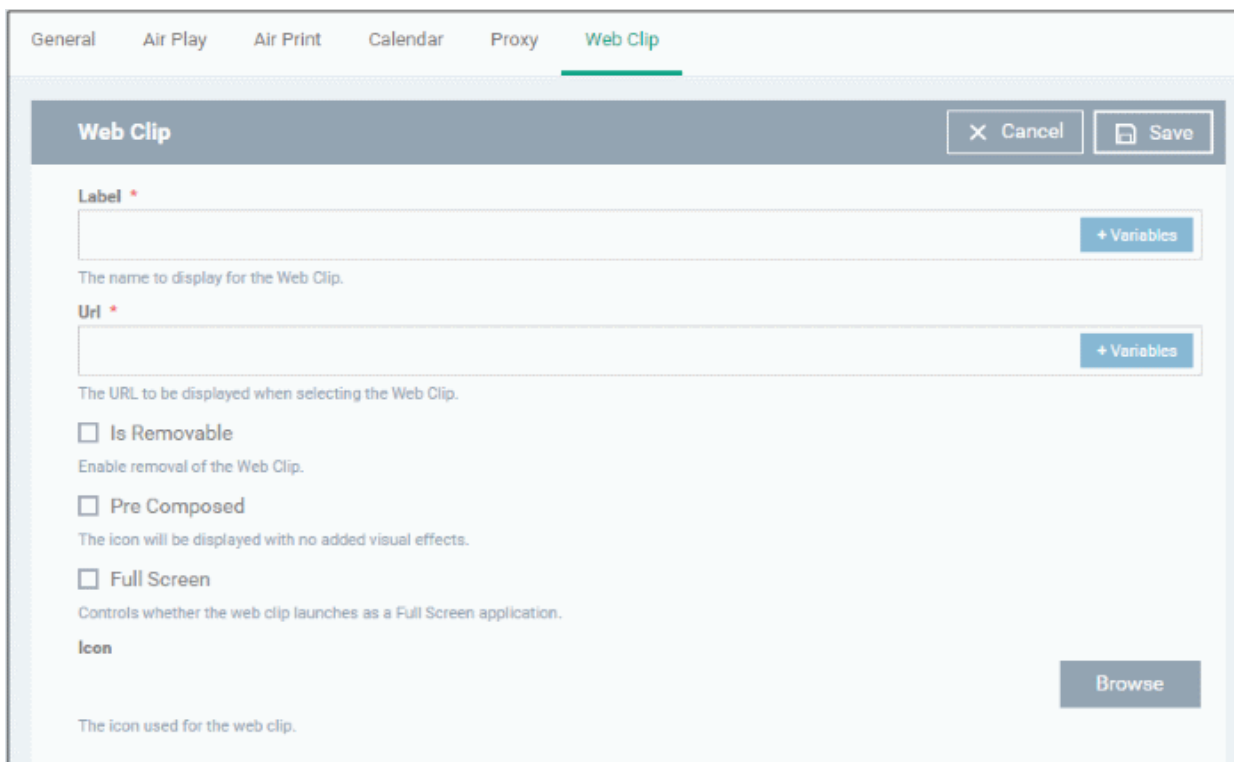 General Air Play Air Print Calendar Proxy Web Clip
Web Clip Cancel Save
Label *
+ Variables
The name to display for the Web Clip.
Url *
+ Variables
The URL to be displayed when selecting the Web Clip.
Is Removable
Enable removal of the Web Clip.
Pre Composed
The icon will be displayed with no added visual effects.
Full Screen
Controls whether the web clip launches as a Full Screen application.
Icon
Browse
The icon used for the web clip.